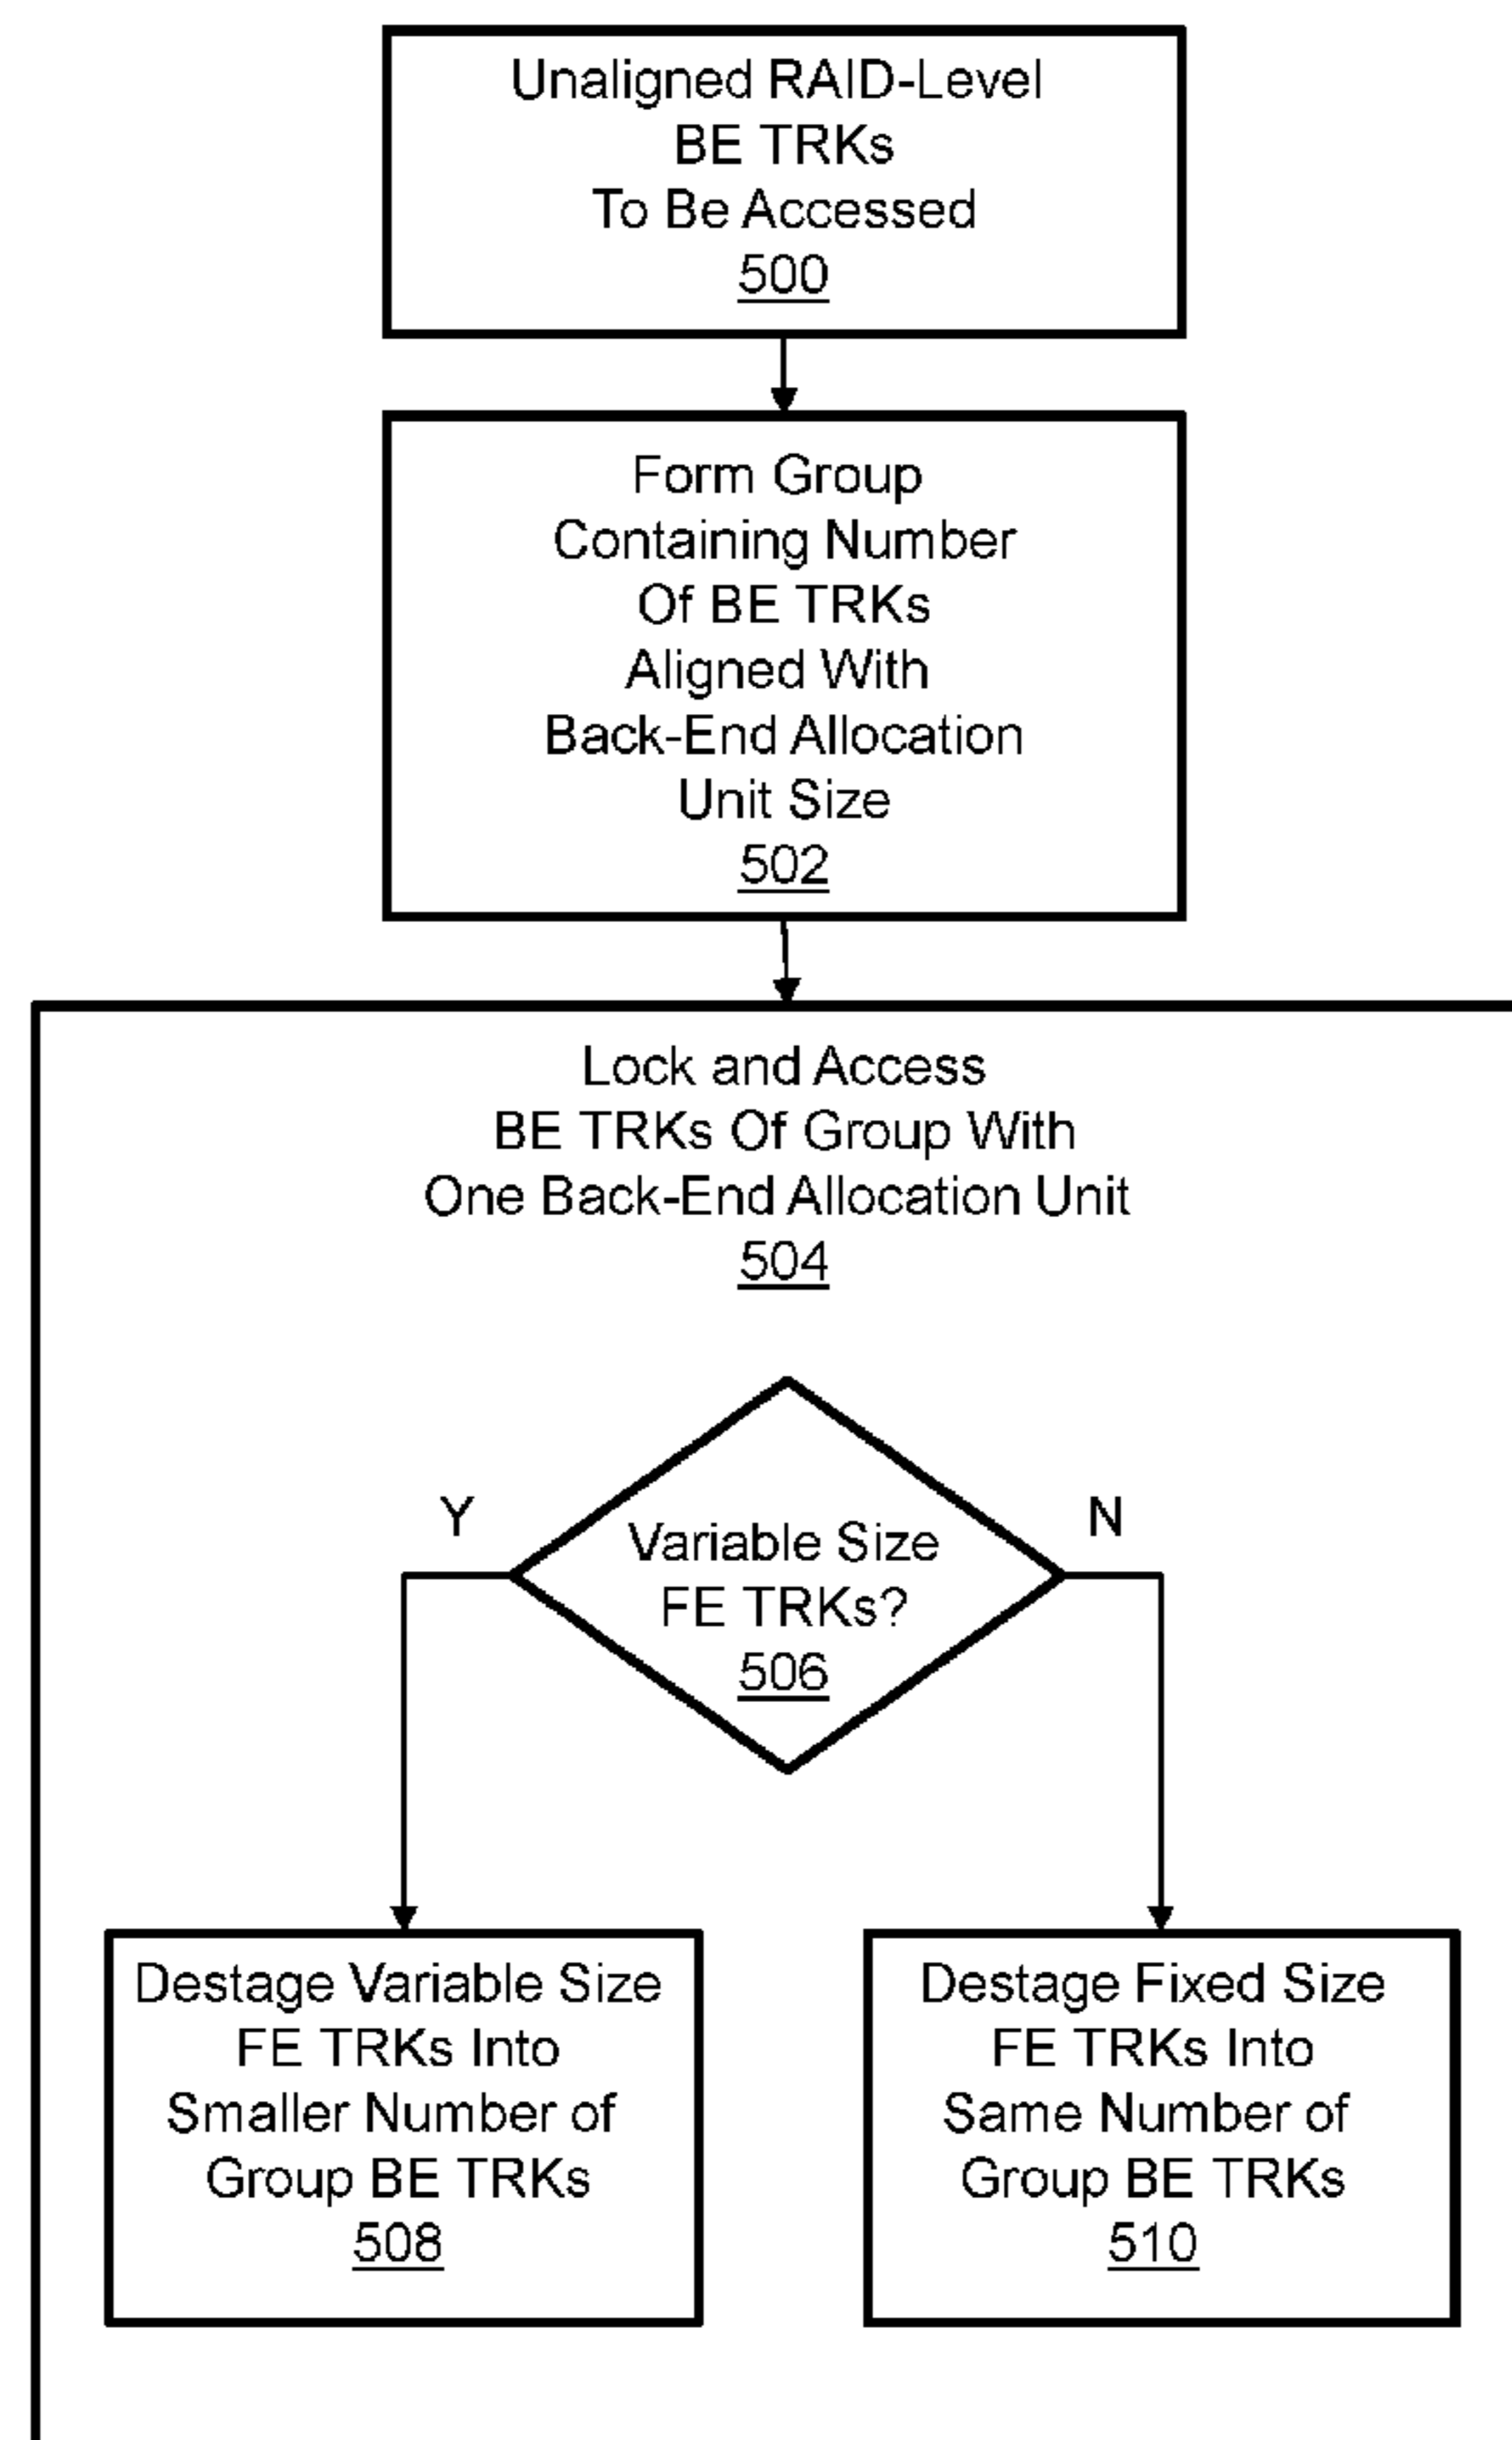 Unaligned RAID-Level
BE TRKs
To Be Accessed
500
Form Group
Containing Number
Of BE TRKs
Aligned With
Back-End Allocation
Unit Size
502
Lock and Access
BE TRKs Of Group With
One Back-End Allocation Unit
504
Y
N
Variable Size
FE TRKs?
506
Destage Variable Size
FE TRKs Into
Smaller Number of
Group BE TRKs
508
Destage Fixed Size
FE TRKs Into
Same Number of
Group BE TRKs
510